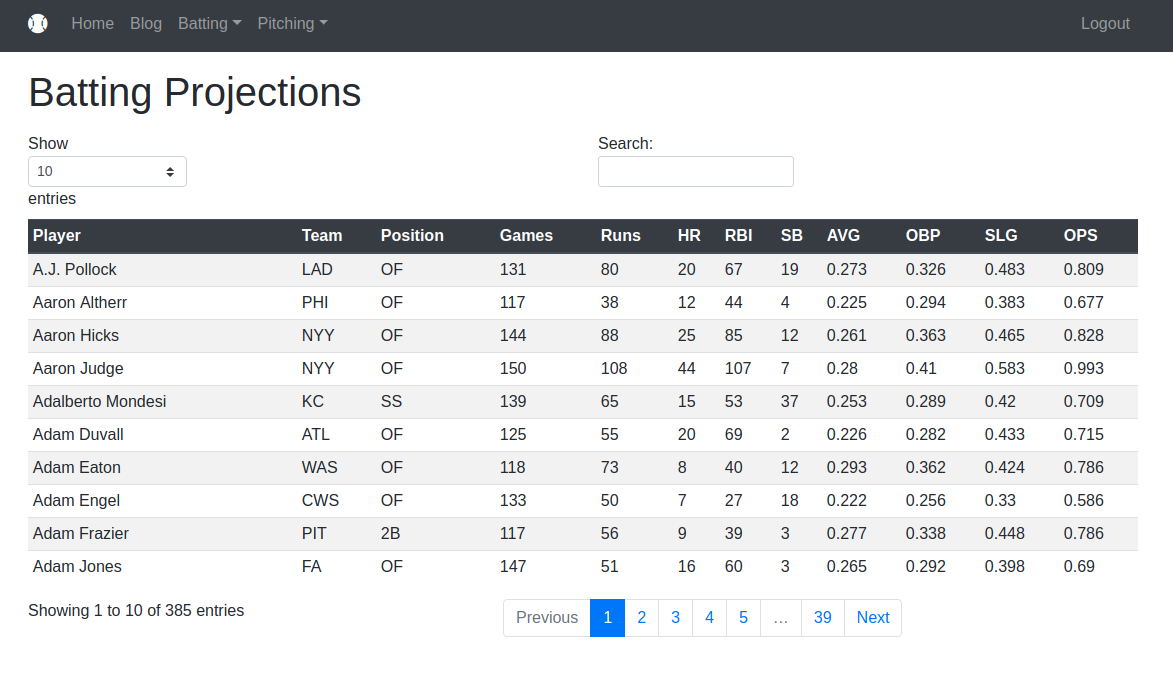 Home Blog Batting Pitching Logout
Batting Projections
Show
10
entries
Search:
Player Team Position Games Runs HR RBI SB AVG OBP SLG OPS
A.J. Pollock LAD OF 131 80 20 67 19 0.273 0.326 0.483 0.809
Aaron Altherr PHI OF 117 38 12 44 4 0.225 0.294 0.383 0.677
Aaron Hicks NYY OF 144 88 25 85 12 0.261 0.363 0.465 0.828
Aaron Judge NYY OF 150 108 44 107 7 0.28 0.41 0.583 0.993
Adalberto Mondesi KC SS 139 65 15 53 37 0.253 0.289 0.42 0.709
Adam Duvall ATL OF 125 55 20 69 2 0.226 0.282 0.433 0.715
Adam Eaton WAS OF 118 73 8 40 12 0.293 0.362 0.424 0.786
Adam Engel CWS OF 133 50 7 27 18 0.222 0.256 0.33 0.586
Adam Frazier PIT 2B 117 56 9 39 3 0.277 0.338 0.448 0.786
Adam Jones FA OF 147 51 16 60 3 0.265 0.292 0.398 0.69
Showing 1 to 10 of 385 entries
Previous 1 2 3 4 5 … 39 Next